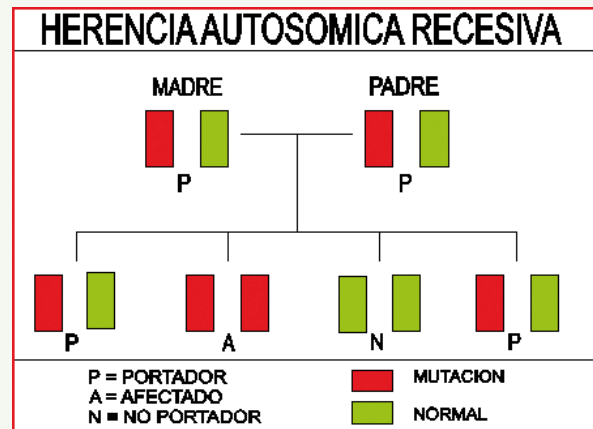 HERENCIA AUTOSOMICA RECESIVA
MADRE PADRE
P P
P A N P
P = PORTADOR
A = AFECTADO
N = NO PORTADOR
MUTACION
NORMAL